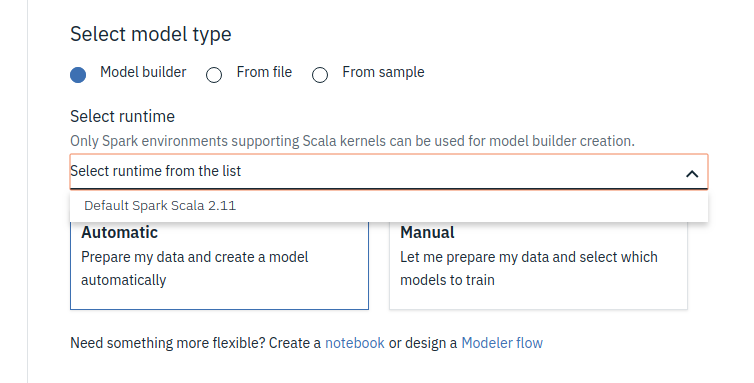 Select model type
Model builder From file From sample
Select runtime
Only Spark environments supporting Scala kernels can be used for model builder creation.
Select runtime from the list
Default Spark Scala 2.11
Automatic
Prepare my data and create a model
automatically
Manual
Let me prepare my data and select which
models to train
Need something more flexible? Create a notebook or design a Modeler flow